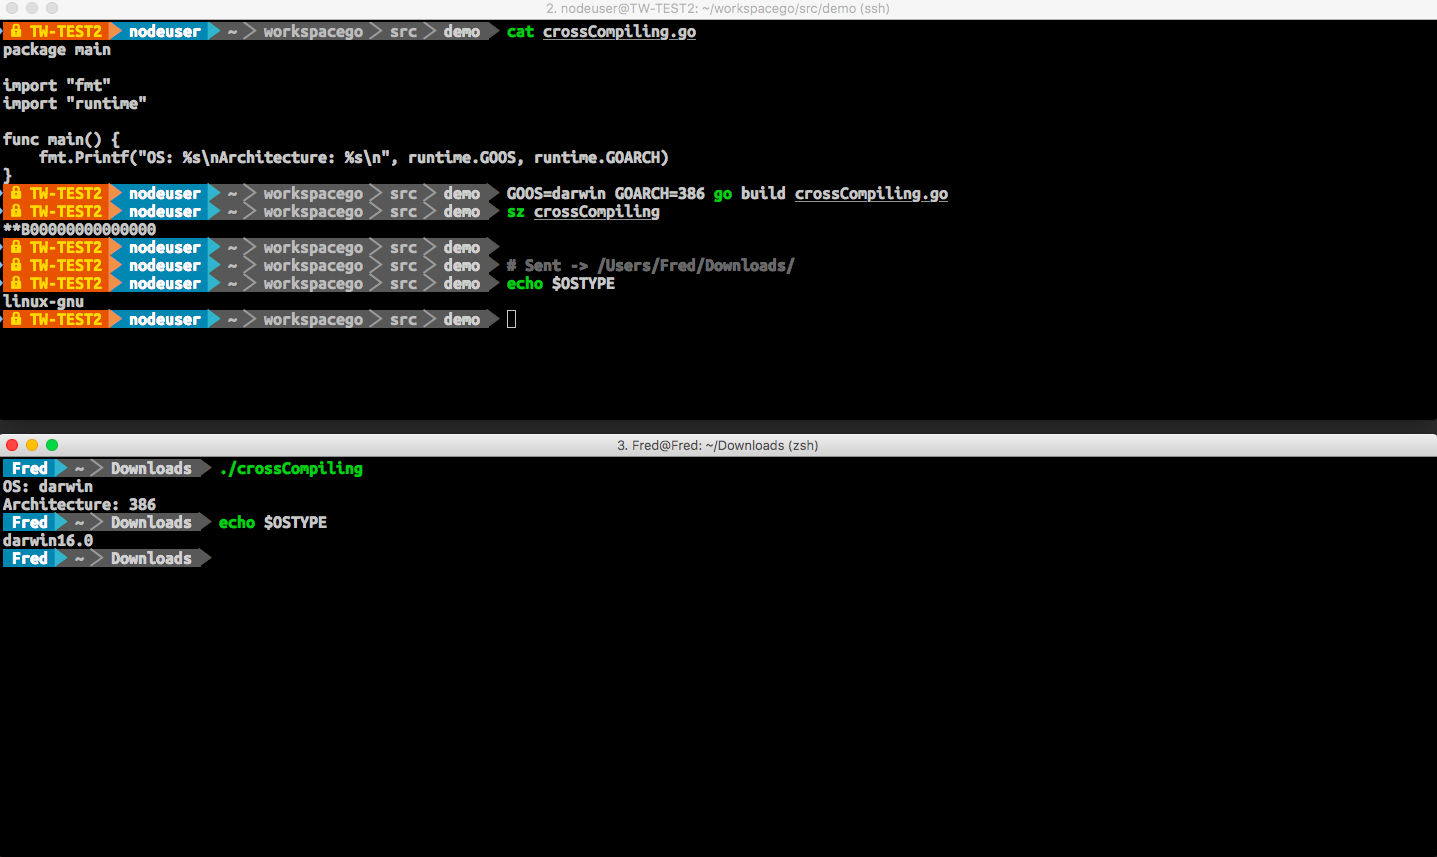 2. nodeuser@TW-TEST2: ~/workspacego/src/demo (ssh)
TW-TEST2 nodeuser ~ workspacego src demo cat crossCompiling.go
package main
import "fmt"
import "runtime"
func main() {
fmt.Printf("OS: %s\nArchitecture: %s\n", runtime.GOOS, runtime.GOARCH)
}
TW-TEST2 nodeuser ~ workspacego src demo GOOS=darwin GOARCH=386 go build crossCompiling.go
TW-TEST2 nodeuser ~ workspacego src demo sz crossCompiling
**B00000000000000
TW-TEST2 nodeuser ~ workspacego src demo
TW-TEST2 nodeuser ~ workspacego src demo # Sent -> /Users/Fred/Downloads/
TW-TEST2 nodeuser ~ workspacego src demo echo $OSTYPE
linux-gnu
TW-TEST2 nodeuser ~ workspacego src demo
3. Fred@Fred: ~/Downloads (zsh)
Fred ~ Downloads ./crossCompiling
OS: darwin
Architecture: 386
Fred ~ Downloads echo $OSTYPE
darwin16.0
Fred ~ Downloads